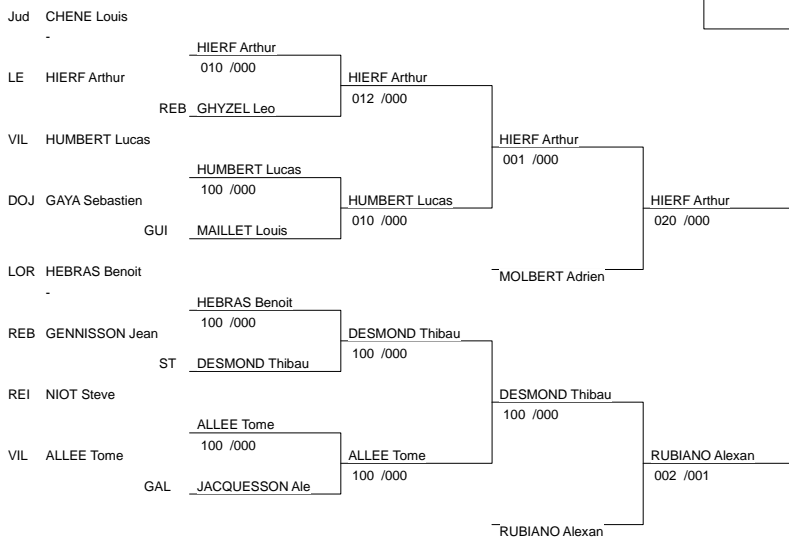 Jud CHENE Louis
-
HIERF Arthur
010 /000
LE HIERF Arthur
HIERF Arthur
012 /000
REB GHYZEL Leo
VIL HUMBERT Lucas
HIERF Arthur
001 /000
HUMBERT Lucas
100 /000
DOJ GAYA Sebastien
HUMBERT Lucas
010 /000
HIERF Arthur
020 /000
GUI MAILLET Louis
LOR HEBRAS Benoit
-
MOLBERT Adrien
HEBRAS Benoit
100 /000
REB GENNISSON Jean
DESMOND Thibau
100 /000
ST DESMOND Thibau
REI NIOT Steve
DESMOND Thibau
100 /000
ALLEE Tome
100 /000
VIL ALLEE Tome
ALLEE Tome
100 /000
RUBIANO Alexan
002 /001
GAL JACQUESSON Ale
RUBIANO Alexan